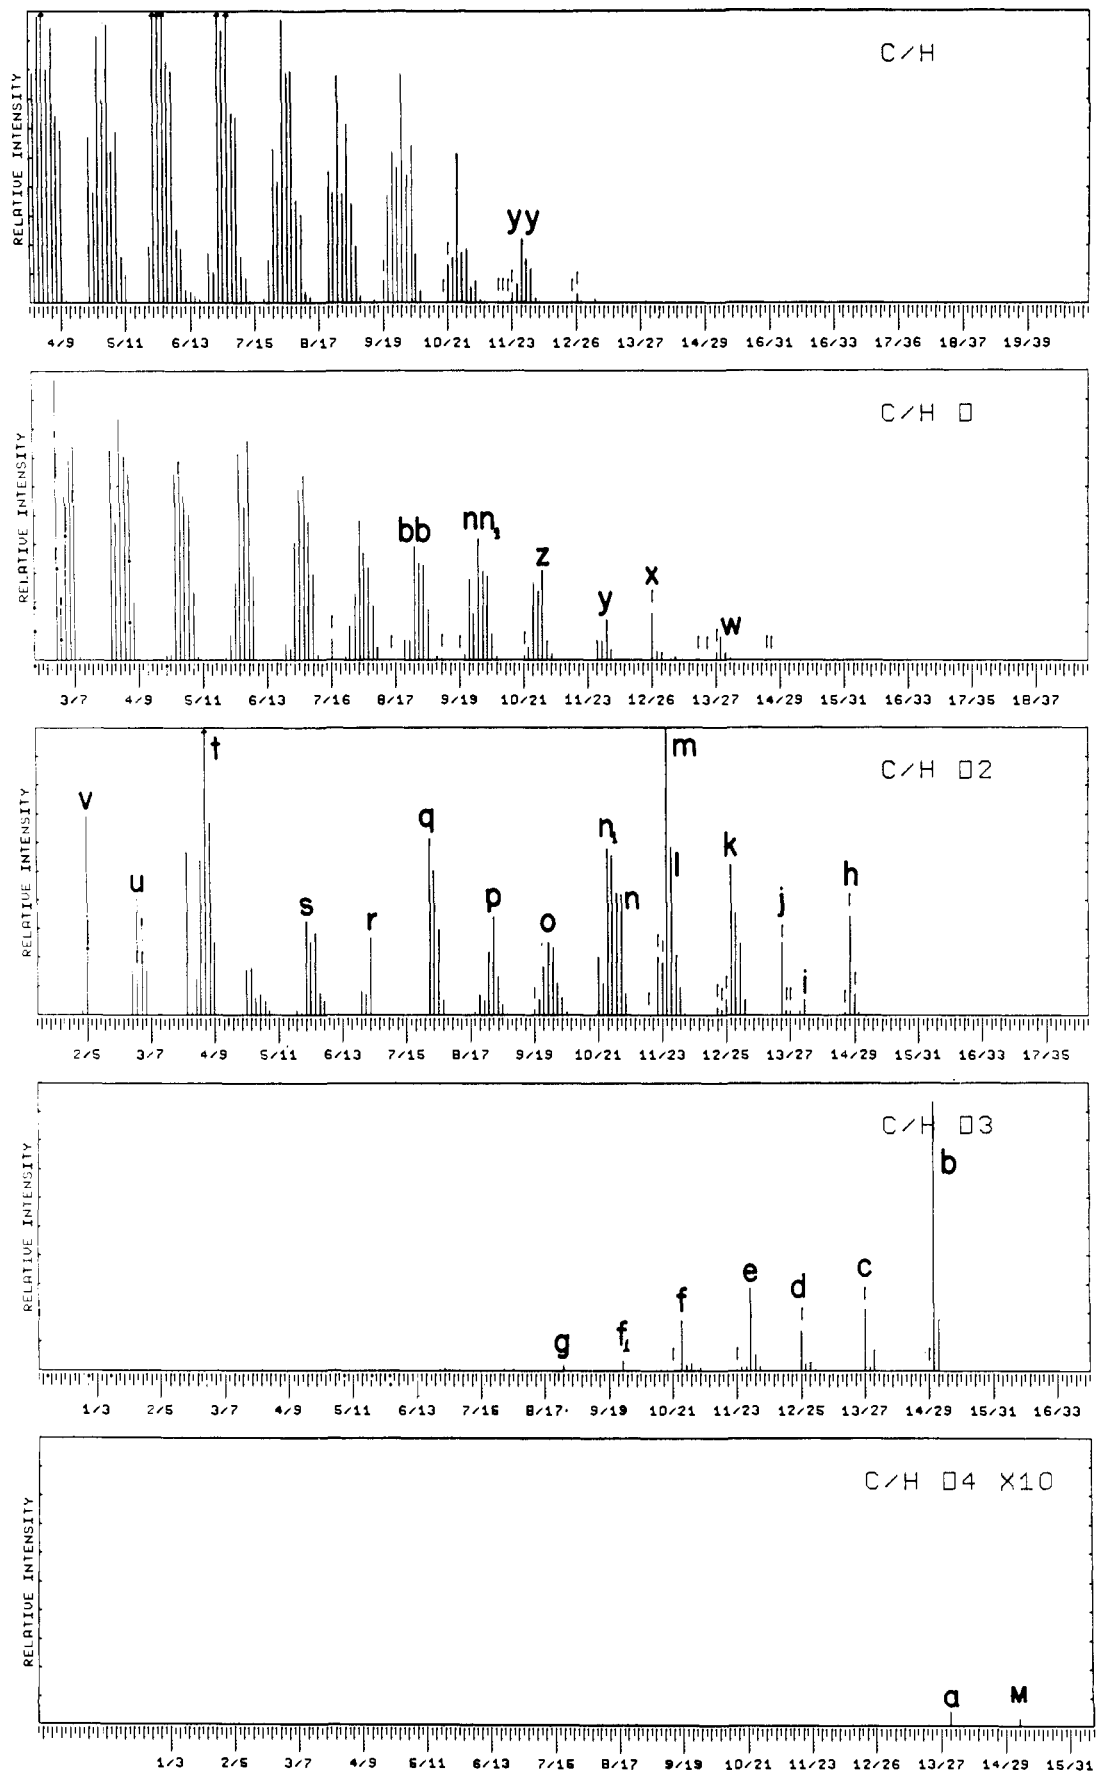 C/H
RELATIVE INTENSITY
yy
4/9 5/11 6/13 7/15 8/17 9/19 10/21 11/23 12/26 13/27 14/29 16/31 16/33 17/36 18/37 19/39
C/H O
RELATIVE INTENSITY
bb nn1 z y x w
3/7 4/9 5/11 6/13 7/16 8/17 9/19 10/21 11/23 12/26 13/27 14/29 15/31 16/33 17/35 18/37
C/H O2
RELATIVE INTENSITY
v u t s r q p o n1 n m l k j i h
2/5 3/7 4/9 5/11 6/13 7/15 8/17 9/19 10/21 11/23 12/25 13/27 14/29 15/31 16/33 17/35
C/H O3
RELATIVE INTENSITY
g f1 f e d c b
1/3 2/5 3/7 4/9 5/11 6/13 7/15 8/17 9/19 10/21 11/23 12/25 13/27 14/29 15/31 16/33
C/H O4 X10
RELATIVE INTENSITY
a M
1/3 2/5 3/7 4/9 5/11 6/13 7/15 8/17 9/19 10/21 11/23 12/26 13/27 14/29 15/31